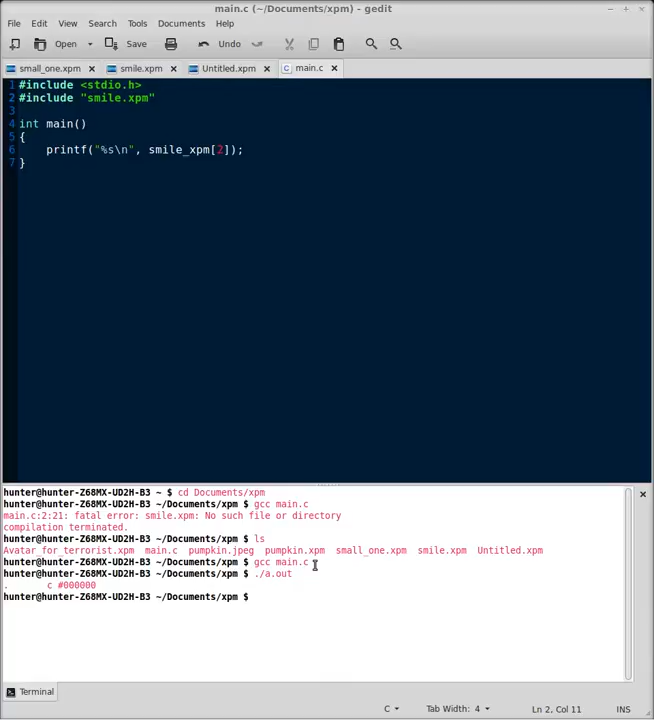 main.c (~/Documents/xpm) - gedit
File Edit View Search Tools Documents Help
Open Save Undo
small_one.xpm smile.xpm Untitled.xpm main.c
1 #include <stdio.h>
2 #include "smile.xpm"
3
4 int main()
5 {
6     printf("%s\n", smile_xpm[2]);
7 }
hunter@hunter-Z68MX-UD2H-B3 ~ $ cd Documents/xpm
hunter@hunter-Z68MX-UD2H-B3 ~/Documents/xpm $ gcc main.c
main.c:2:21: fatal error: smile.xpm: No such file or directory
compilation terminated.
hunter@hunter-Z68MX-UD2H-B3 ~/Documents/xpm $ ls
Avatar_for_terrorist.xpm  main.c  pumpkin.jpeg  pumpkin.xpm  small_one.xpm  smile.xpm  Untitled.xpm
hunter@hunter-Z68MX-UD2H-B3 ~/Documents/xpm $ gcc main.c
hunter@hunter-Z68MX-UD2H-B3 ~/Documents/xpm $ ./a.out
.       c #000000
hunter@hunter-Z68MX-UD2H-B3 ~/Documents/xpm $
Terminal
C Tab Width: 4 Ln 2, Col 11 INS